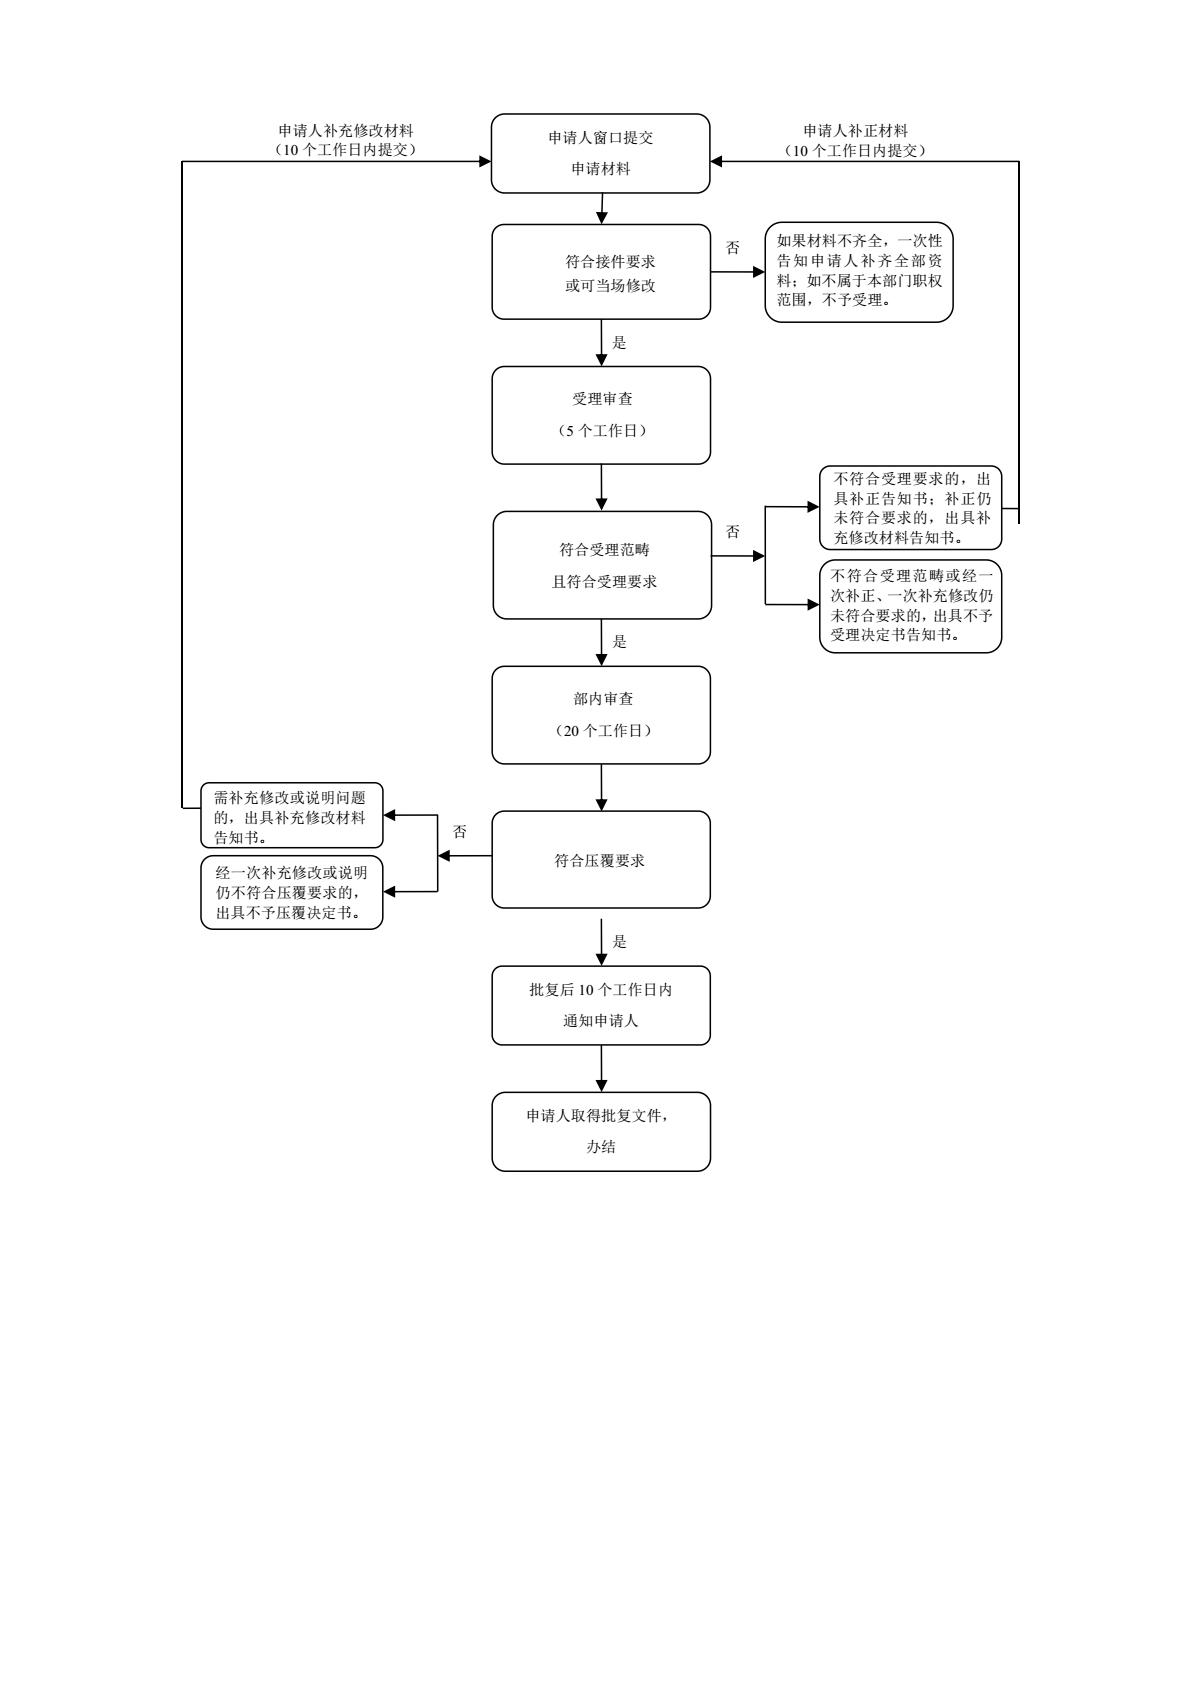 申请人补充修改材料
（10 个工作日内提交）
申请人窗口提交
申请材料
申请人补正材料
（10 个工作日内提交）
符合接件要求
或可当场修改
否
如果材料不齐全，一次性
告知申请人补齐全部资
料；如不属于本部门职权
范围，不予受理。
是
受理审查
（5 个工作日）
符合受理范畴
且符合受理要求
否
不符合受理要求的，出
具补正告知书；补正仍
未符合要求的，出具补
充修改材料告知书。
不符合受理范畴或经一
次补正、一次补充修改仍
未符合要求的，出具不予
受理决定书告知书。
是
部内审查
（20 个工作日）
需补充修改或说明问题
的，出具补充修改材料
告知书。
否
符合压覆要求
经一次补充修改或说明
仍不符合压覆要求的，
出具不予压覆决定书。
是
批复后 10 个工作日内
通知申请人
申请人取得批复文件，
办结